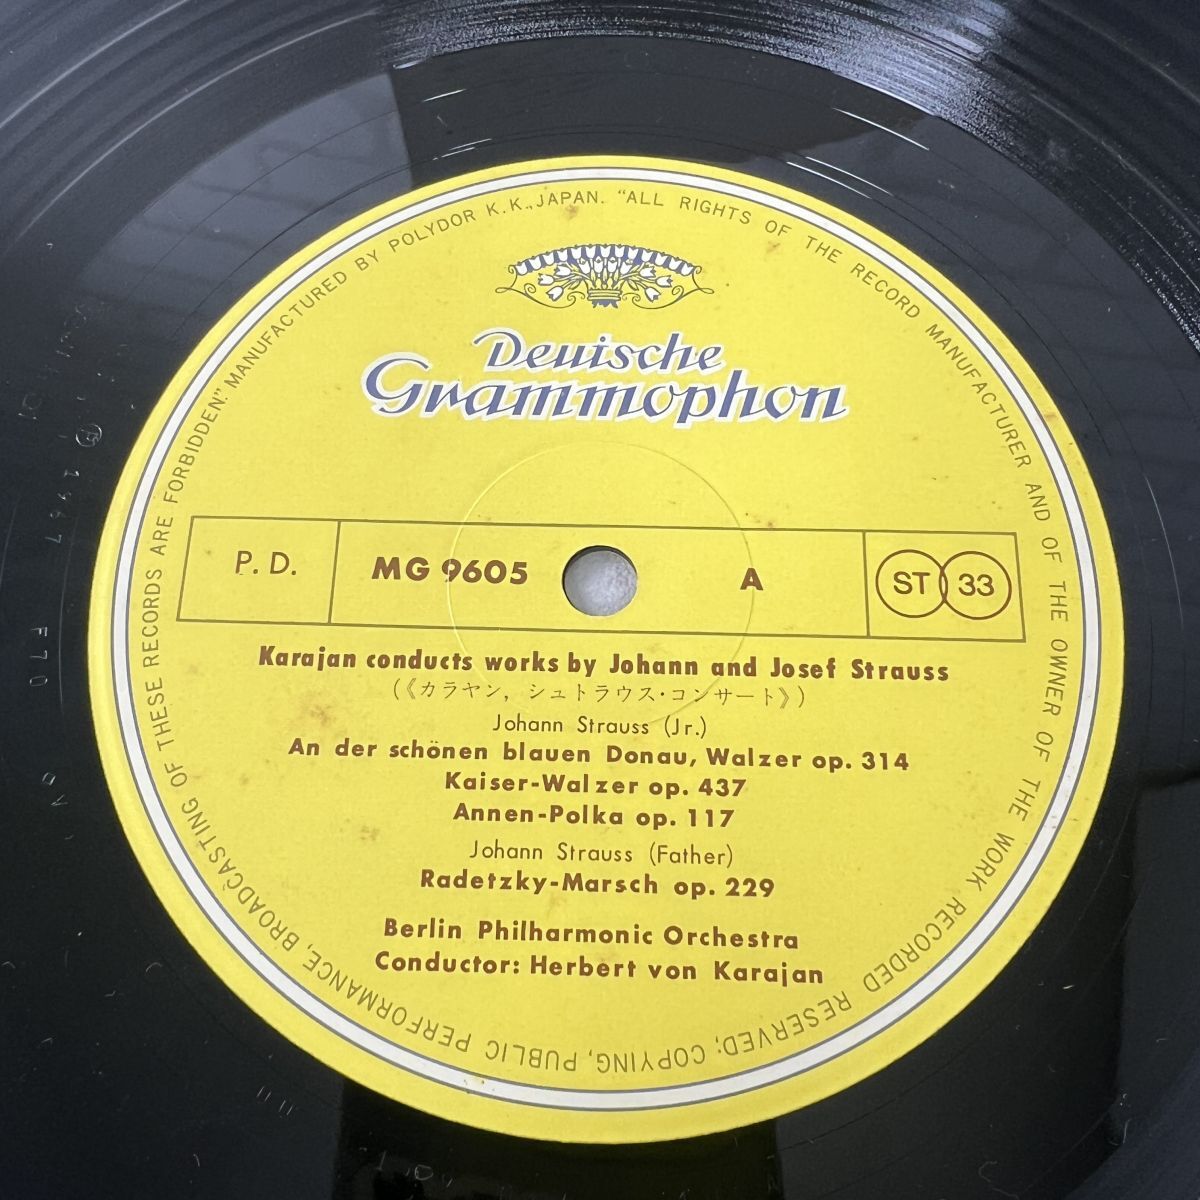 MANUFACTURED BY POLYDOR K.K., JAPAN. "ALL RIGHTS OF THE RECORD MANUFACTURER AND OF THE OWNER OF THE WORK RECORDED RESERVED; COPYING, PUBLIC PERFORMANCE, BROADCASTING OF THESE RECORDS ARE FORBIDDEN."
Deutsche
Grammophon
P. D. MG 9605 A ST 33
Karajan conducts works by Johann and Josef Strauss
(《カラヤン, シュトラウス・コンサート》)
Johann Strauss (Jr.)
An der schönen blauen Donau, Walzer op. 314
Kaiser-Walzer op. 437
Annen-Polka op. 117
Johann Strauss (Father)
Radetzky-Marsch op. 229
Berlin Philharmonic Orchestra
Conductor: Herbert von Karajan
Ⓟ 1967